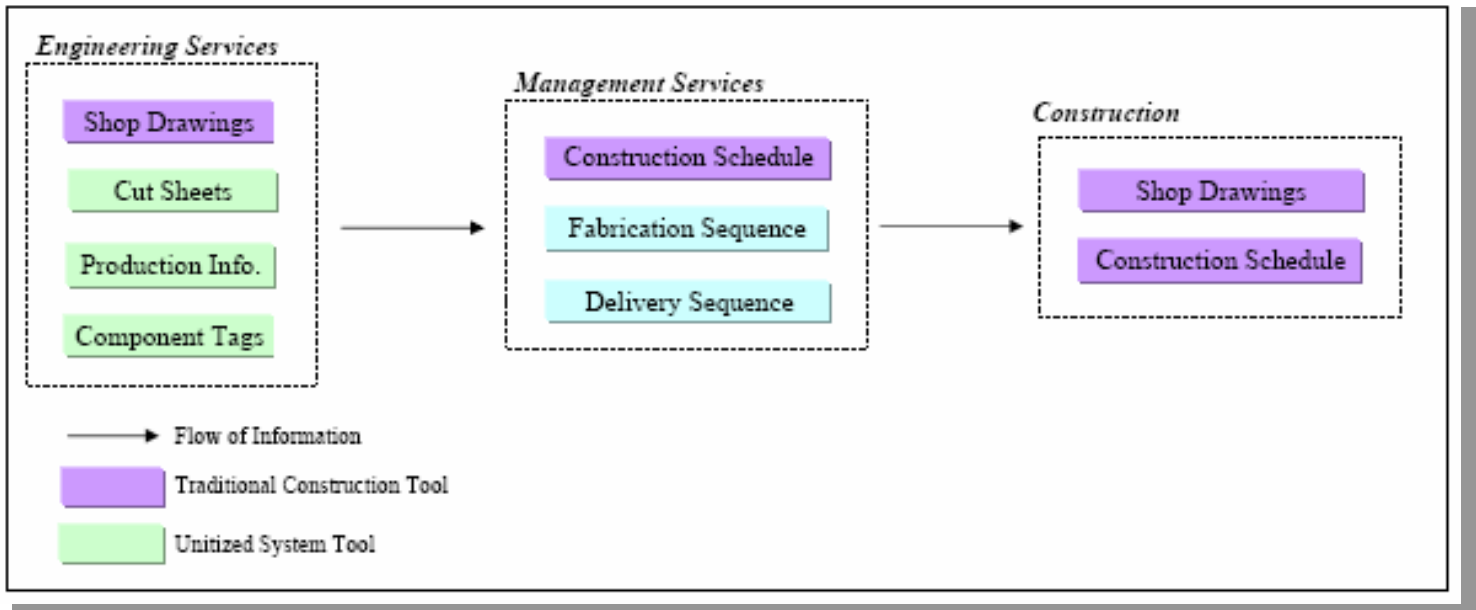 Engineering Services
Shop Drawings
Cut Sheets
Production Info.
Component Tags
Management Services
Construction Schedule
Fabrication Sequence
Delivery Sequence
Construction
Shop Drawings
Construction Schedule
Flow of Information
Traditional Construction Tool
Unitized System Tool